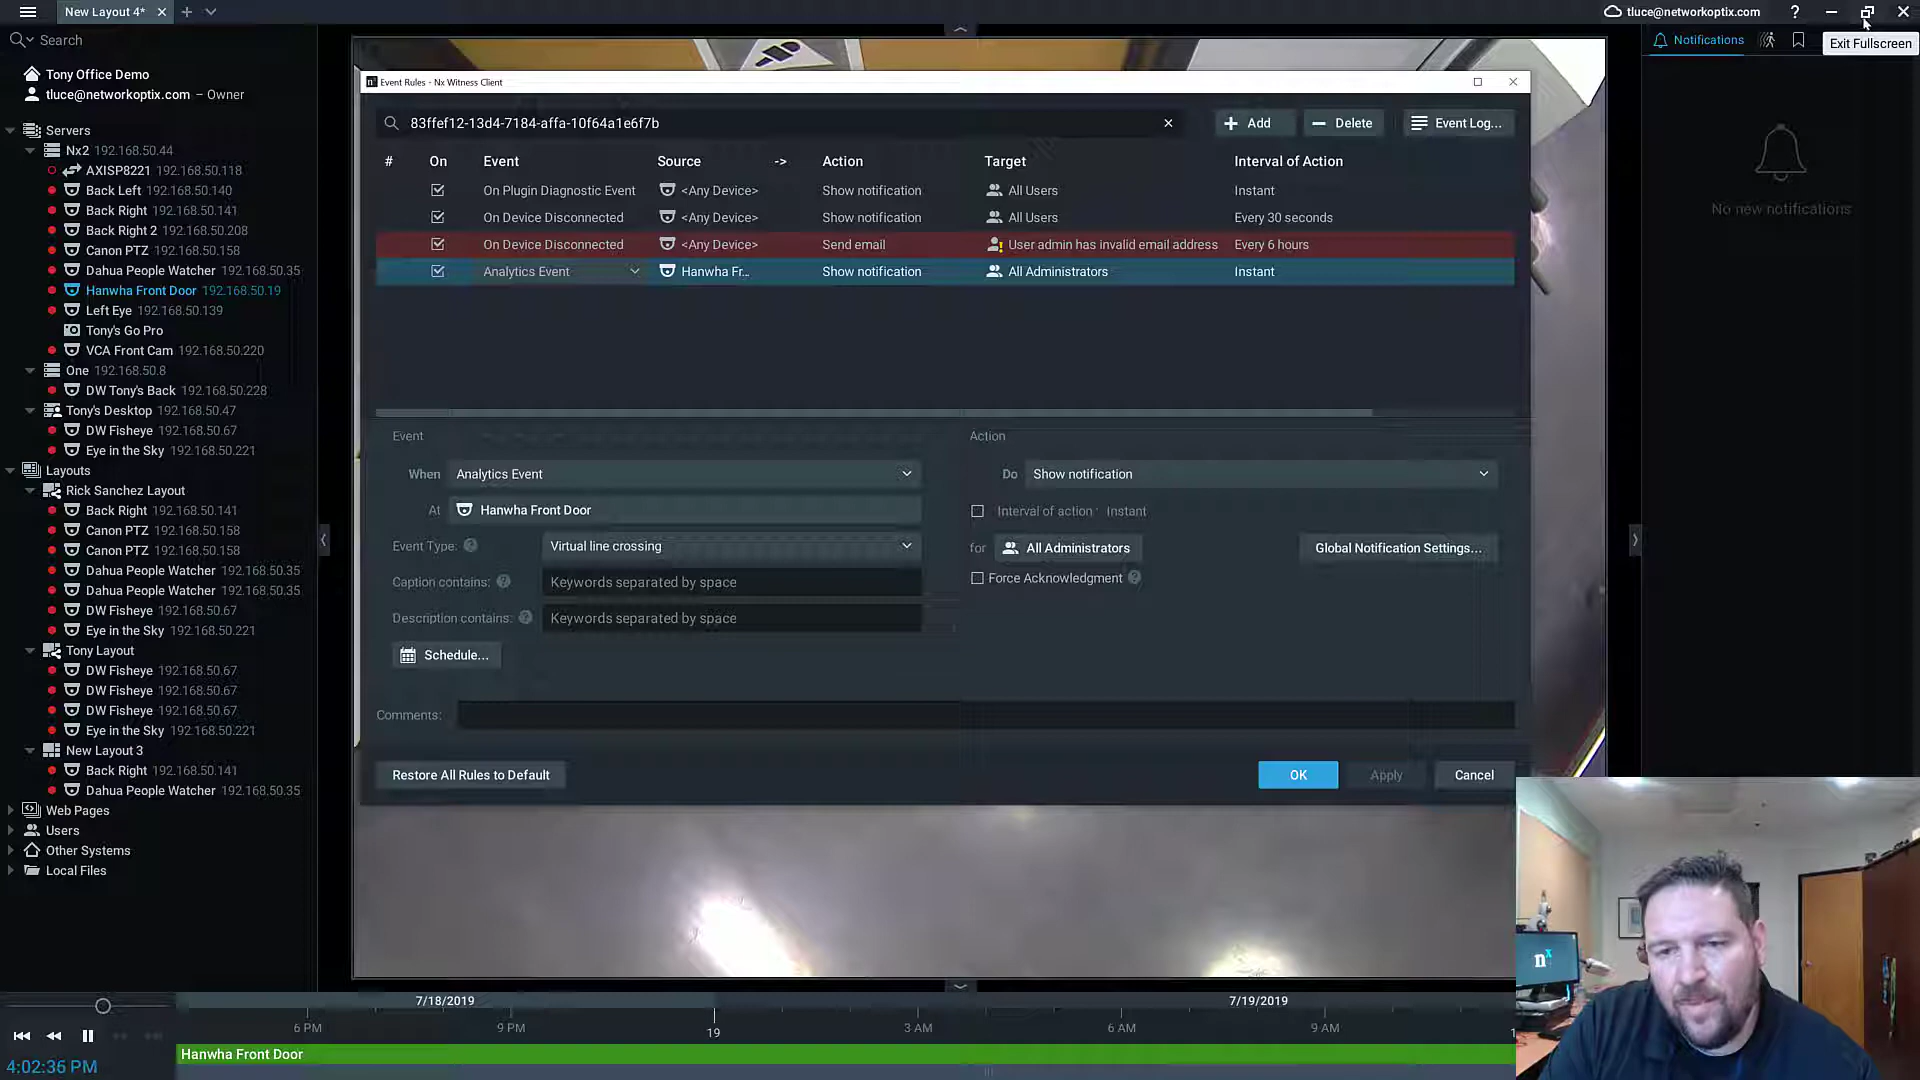 New Layout 4*
tluce@networkoptix.com
?
Search
Notifications
Exit Fullscreen
Tony Office Demo
tluce@networkoptix.com – Owner
Servers
Nx2 192.168.50.44
AXISP8221 192.168.50.118
Back Left 192.168.50.140
Back Right 192.168.50.141
Back Right 2 192.168.50.208
Canon PTZ 192.168.50.158
Dahua People Watcher 192.168.50.35
Hanwha Front Door 192.168.50.19
Left Eye 192.168.50.139
Tony's Go Pro
VCA Front Cam 192.168.50.220
One 192.168.50.8
DW Tony's Back 192.168.50.228
Tony's Desktop 192.168.50.47
DW Fisheye 192.168.50.67
Eye in the Sky 192.168.50.221
Layouts
Rick Sanchez Layout
Back Right 192.168.50.141
Canon PTZ 192.168.50.158
Canon PTZ 192.168.50.158
Dahua People Watcher 192.168.50.35
Dahua People Watcher 192.168.50.35
DW Fisheye 192.168.50.67
Eye in the Sky 192.168.50.221
Tony Layout
DW Fisheye 192.168.50.67
DW Fisheye 192.168.50.67
DW Fisheye 192.168.50.67
Eye in the Sky 192.168.50.221
New Layout 3
Back Right 192.168.50.141
Dahua People Watcher 192.168.50.35
Web Pages
Users
Other Systems
Local Files
Event Rules - Nx Witness Client
83ffef12-13d4-7184-affa-10f64a1e6f7b
Add
Delete
Event Log...
# On Event Source -> Action Target Interval of Action
On Plugin Diagnostic Event <Any Device> Show notification All Users Instant
On Device Disconnected <Any Device> Show notification All Users Every 30 seconds
On Device Disconnected <Any Device> Send email User admin has invalid email address Every 6 hours
Analytics Event Hanwha Fr... Show notification All Administrators Instant
Event
When Analytics Event
At Hanwha Front Door
Event Type: ? Virtual line crossing
Caption contains: ? Keywords separated by space
Description contains: ? Keywords separated by space
Schedule...
Action
Do Show notification
Interval of action: Instant
for All Administrators
Global Notification Settings...
Force Acknowledgment ?
Comments:
Restore All Rules to Default
OK
Apply
Cancel
No new notifications
nx
7/18/2019
7/19/2019
6 PM
9 PM
19
3 AM
6 AM
9 AM
1
Hanwha Front Door
4:02:36 PM